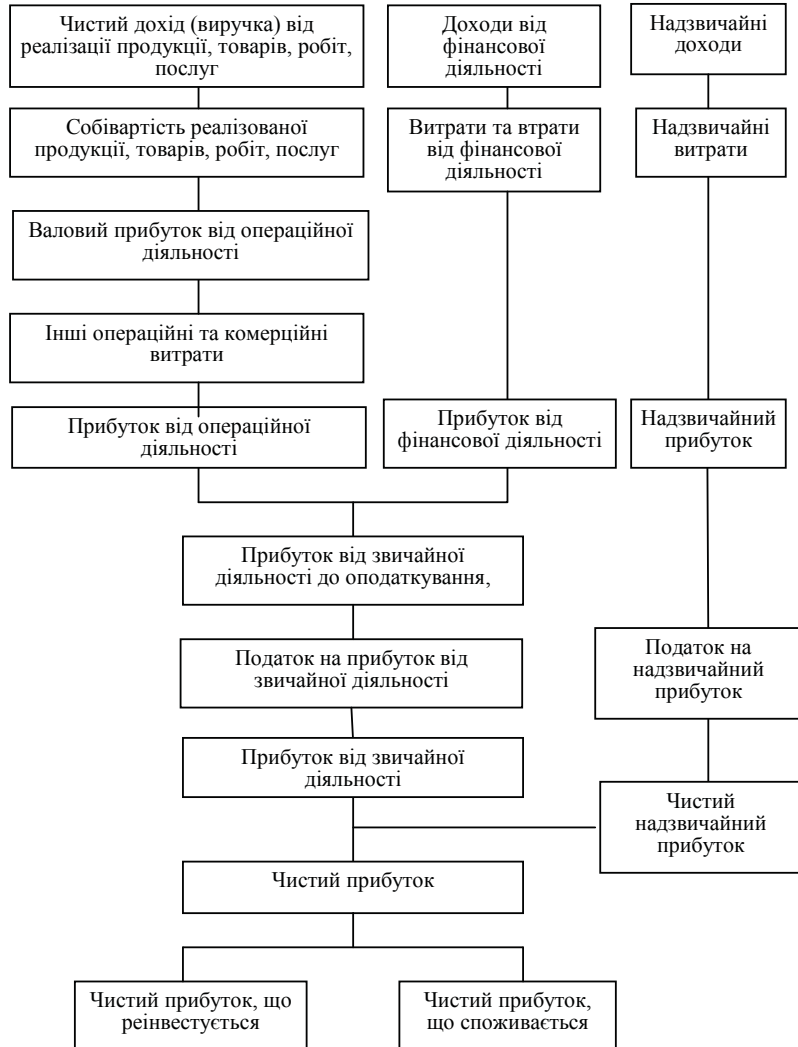 Чистий дохід (виручка) від
реалізації продукції, товарів, робіт,
послуг
Доходи від
фінансової
діяльності
Надзвичайні
доходи
Собівартість реалізованої
продукції, товарів, робіт, послуг
Витрати та втрати
від фінансової
діяльності
Надзвичайні
витрати
Валовий прибуток від операційної
діяльності
Інші операційні та комерційні
витрати
Прибуток від операційної
діяльності
Прибуток від
фінансової діяльності
Надзвичайний
прибуток
Прибуток від звичайної
діяльності до оподаткування,
Податок на прибуток від
звичайної діяльності
Податок на
надзвичайний
прибуток
Прибуток від звичайної
діяльності
Чистий
надзвичайний
прибуток
Чистий прибуток
Чистий прибуток, що
реінвестується
Чистий прибуток,
що споживається